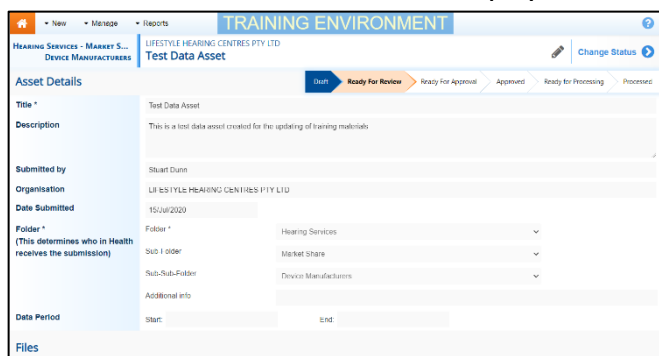 New Manage Reports TRAINING ENVIRONMENT ?
HEARING SERVICES - MARKET S...
DEVICE MANUFACTURERS
LIFESTYLE HEARING CENTRES PTY LTD
Test Data Asset
Change Status
Asset Details
Draft Ready For Review Ready For Approval Approved Ready for Processing Processed
Title * Test Data Asset
Description This is a test data asset created for the updating of training materials
Submitted by Stuart Dunn
Organisation LIFESTYLE HEARING CENTRES PTY LTD
Date Submitted 15/Jul/2020
Folder * Folder * Hearing Services
(This determines who in Health
receives the submission)
Sub Folder Market Share
Sub-Sub-Folder Device Manufacturers
Additional info
Data Period Start: End:
Files